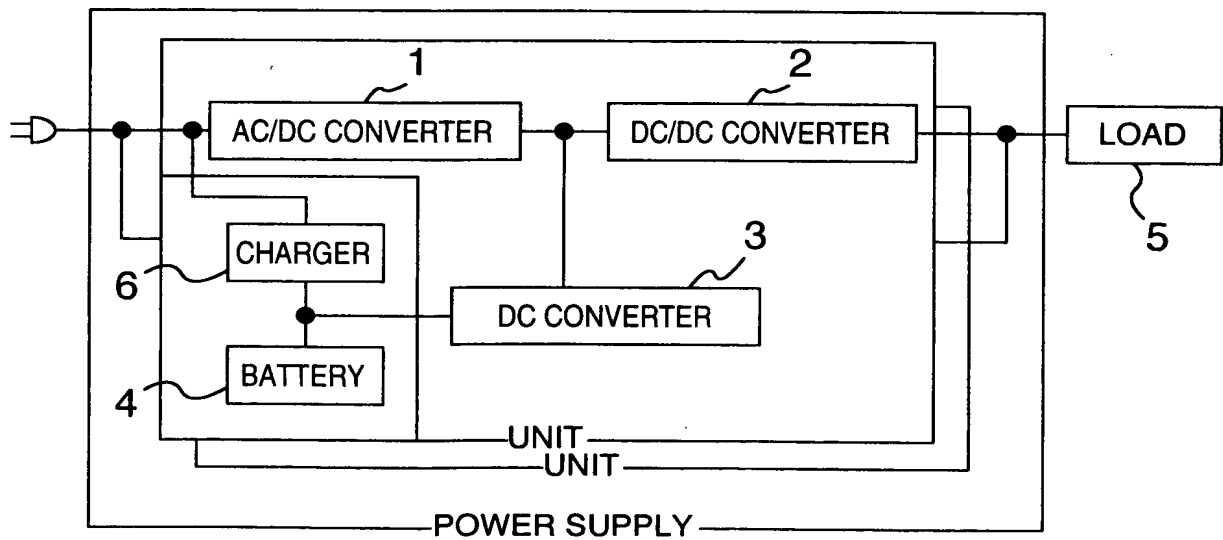 1
2
AC/DC CONVERTER
DC/DC CONVERTER
LOAD
5
CHARGER
6
3
DC CONVERTER
BATTERY
4
UNIT
UNIT
POWER SUPPLY